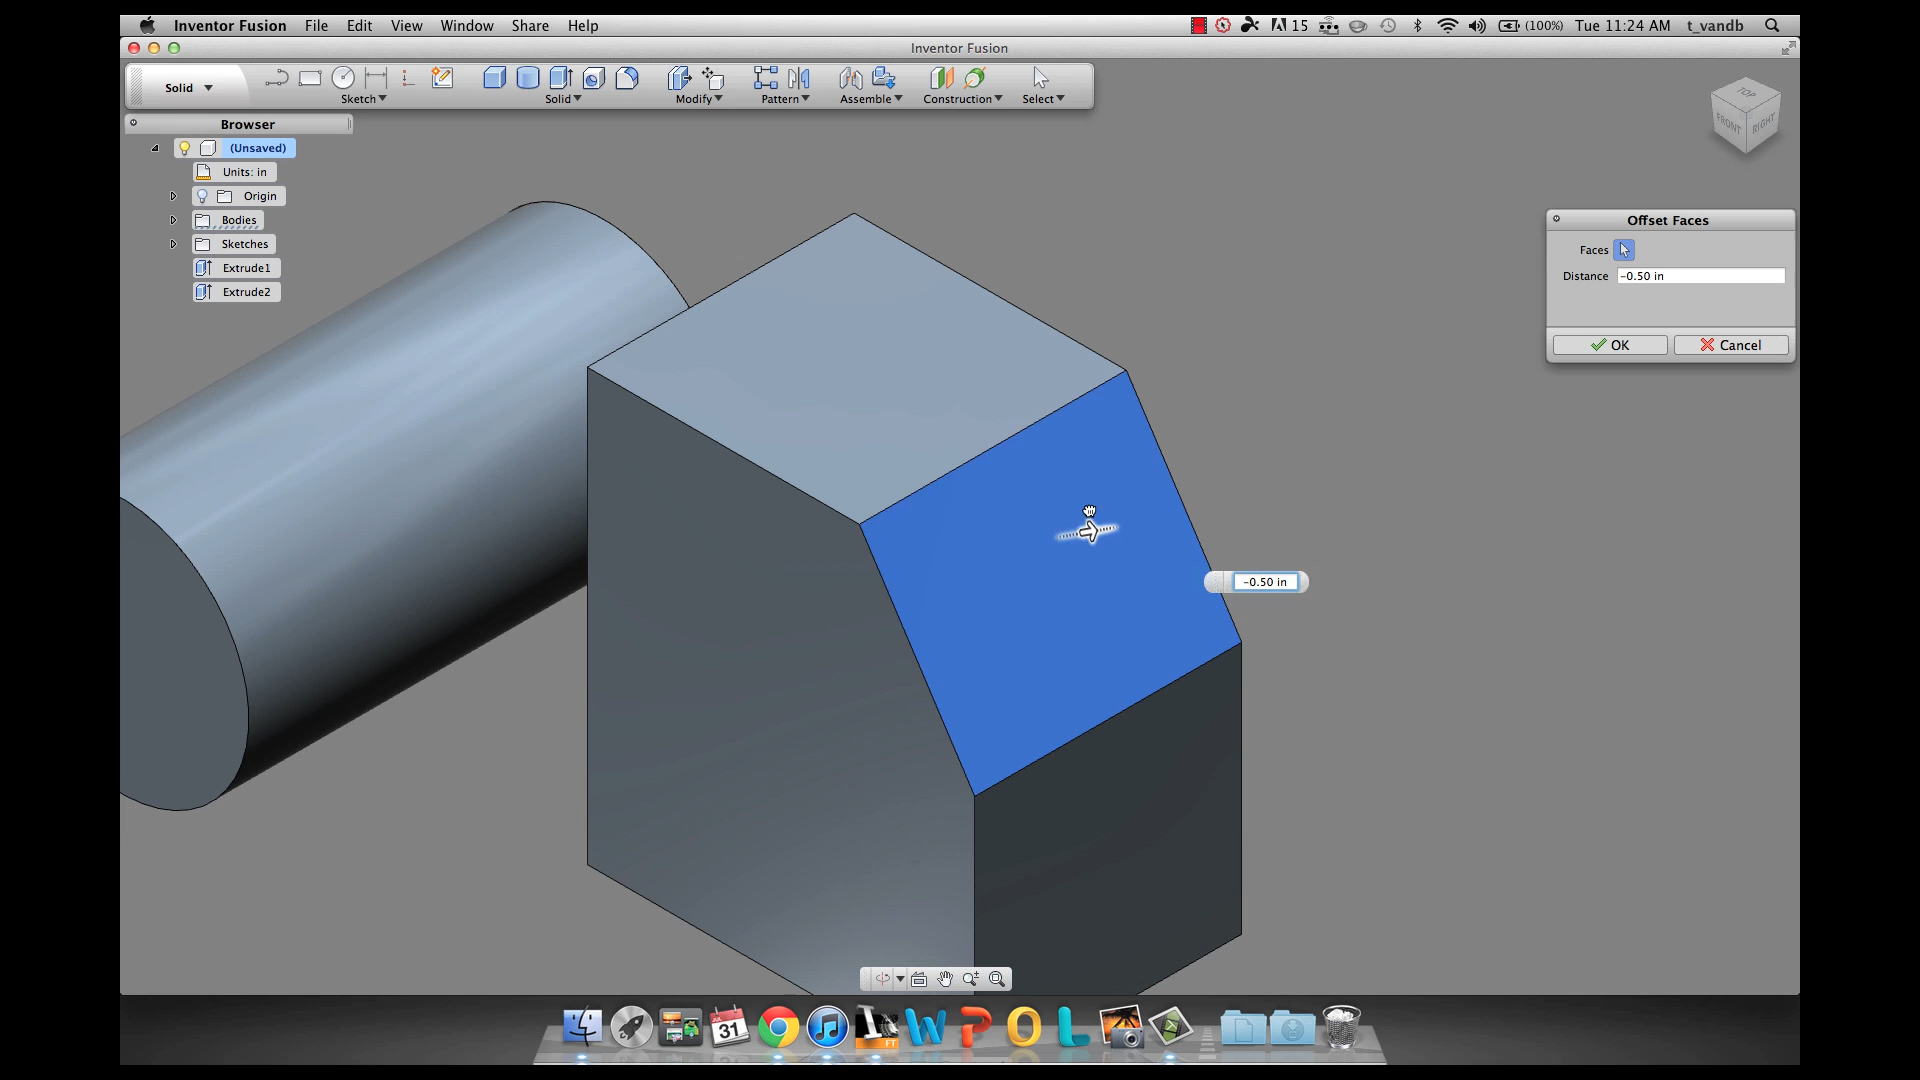 Inventor Fusion File Edit View Window Share Help 15 (100%) Tue 11:24 AM t_vandb
Inventor Fusion
Solid
Sketch Solid Modify Pattern Assemble Construction Select
TOP
FRONT RIGHT
Browser
(Unsaved)
Units: in
Origin
Bodies
Sketches
Extrude1
Extrude2
Offset Faces
Faces
Distance -0.50 in
OK Cancel
-0.50 in
JUL
31
I
FT
W P O L